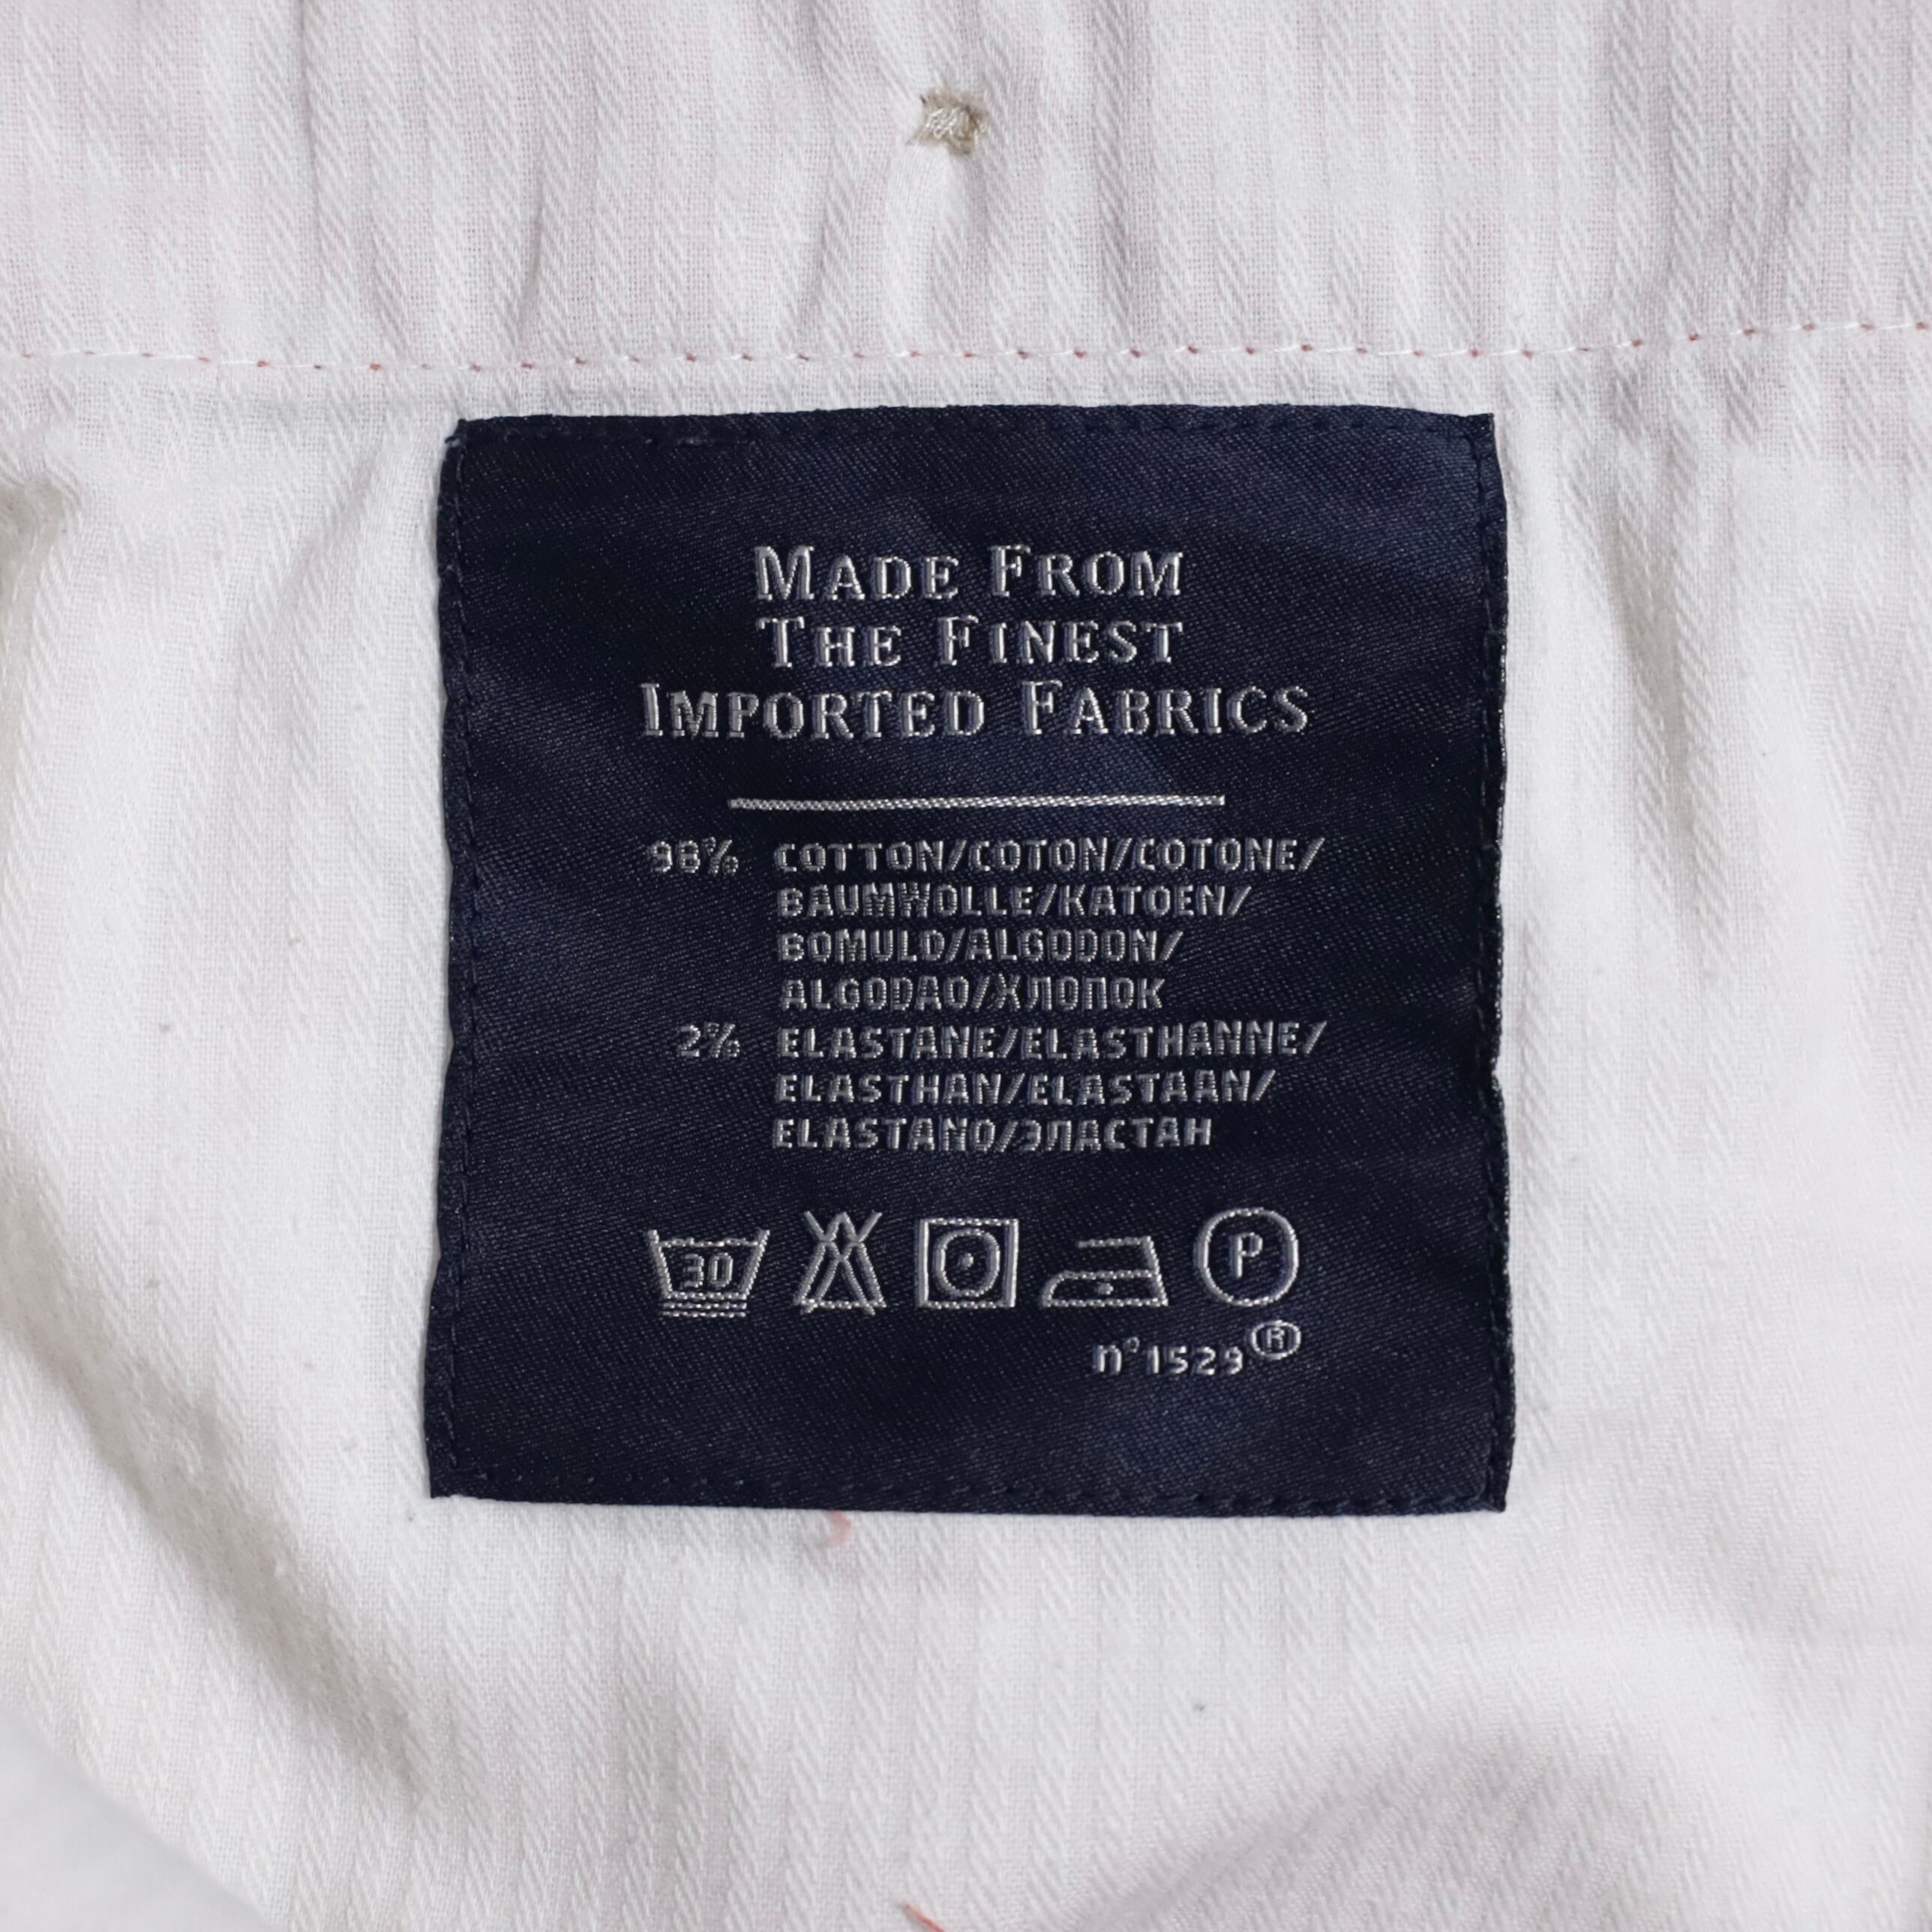 MADE FROM
THE FINEST
IMPORTED FABRICS
98% COTTON/COTON/COTONE/
BAUMWOLLE/KATOEN/
BOMULD/ALGODON/
ALGODAO/ХЛОПОК
2% ELASTANE/ELASTHANNE/
ELASTHAN/ELASTAAN/
ELASTANO/ЭЛАСТАН
30 P
n°1529®